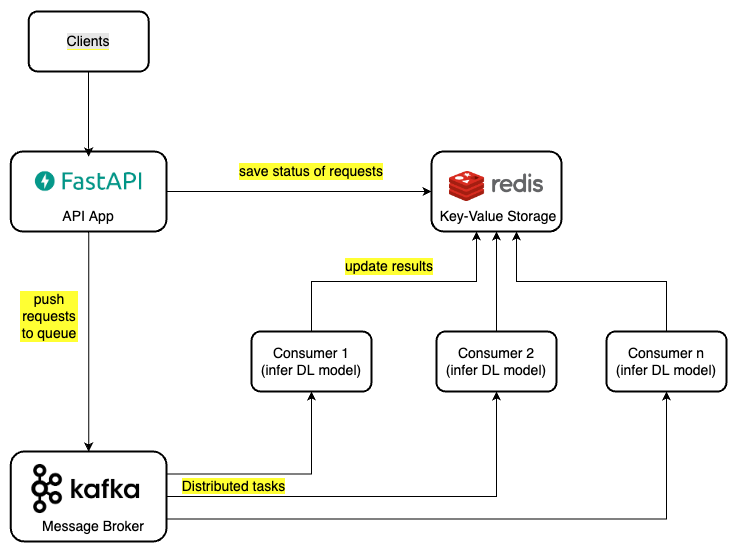 Clients
FastAPI
API App
save status of requests
redis
Key-Value Storage
update results
push
requests
to queue
Consumer 1
(infer DL model)
Consumer 2
(infer DL model)
Consumer n
(infer DL model)
kafka
Message Broker
Distributed tasks